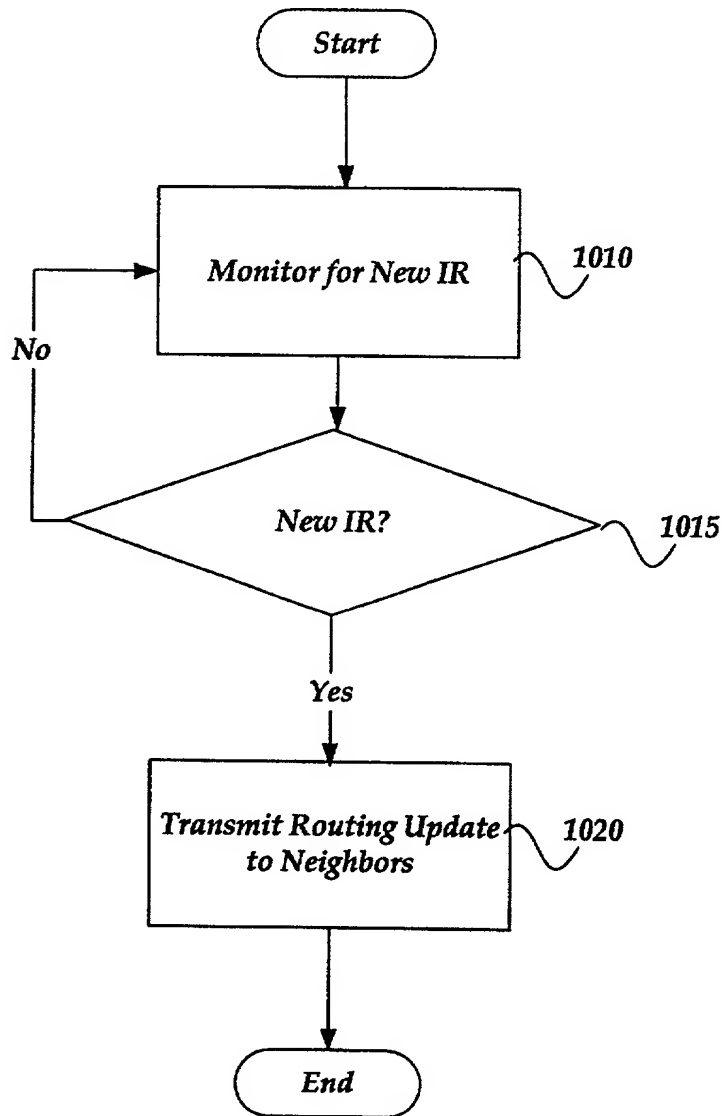 Start
Monitor for New IR
1010
No
New IR?
1015
Yes
Transmit Routing Update
to Neighbors
1020
End